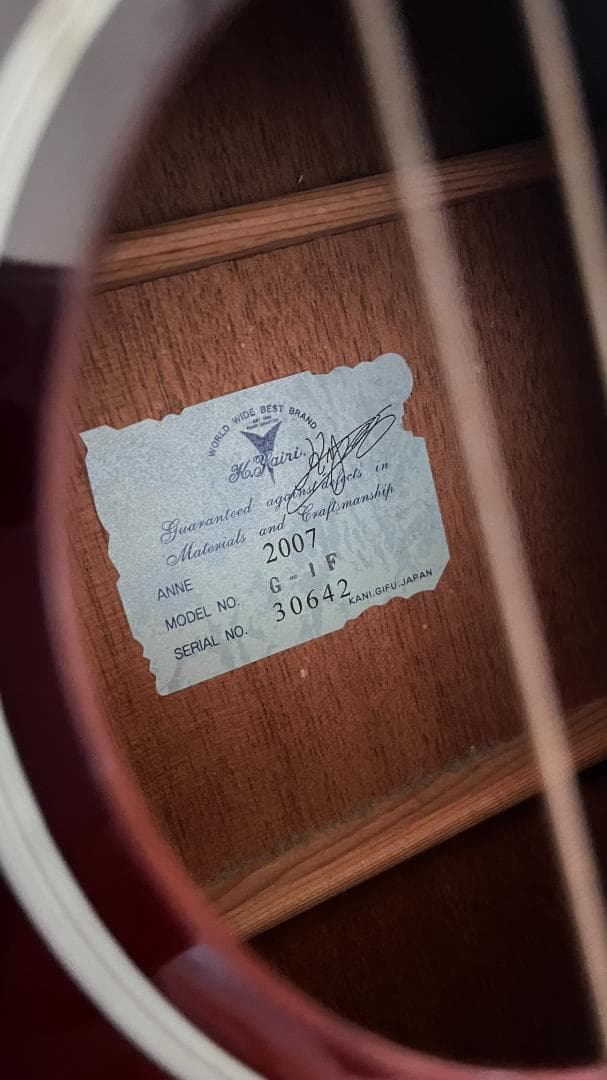 WORLD WIDE BEST BRAND
K.Yairi.
Guaranteed against defects in
Materials and Craftsmanship
ANNE 2007
MODEL NO. G-1F
SERIAL NO. 30642
KANI.GIFU.JAPAN